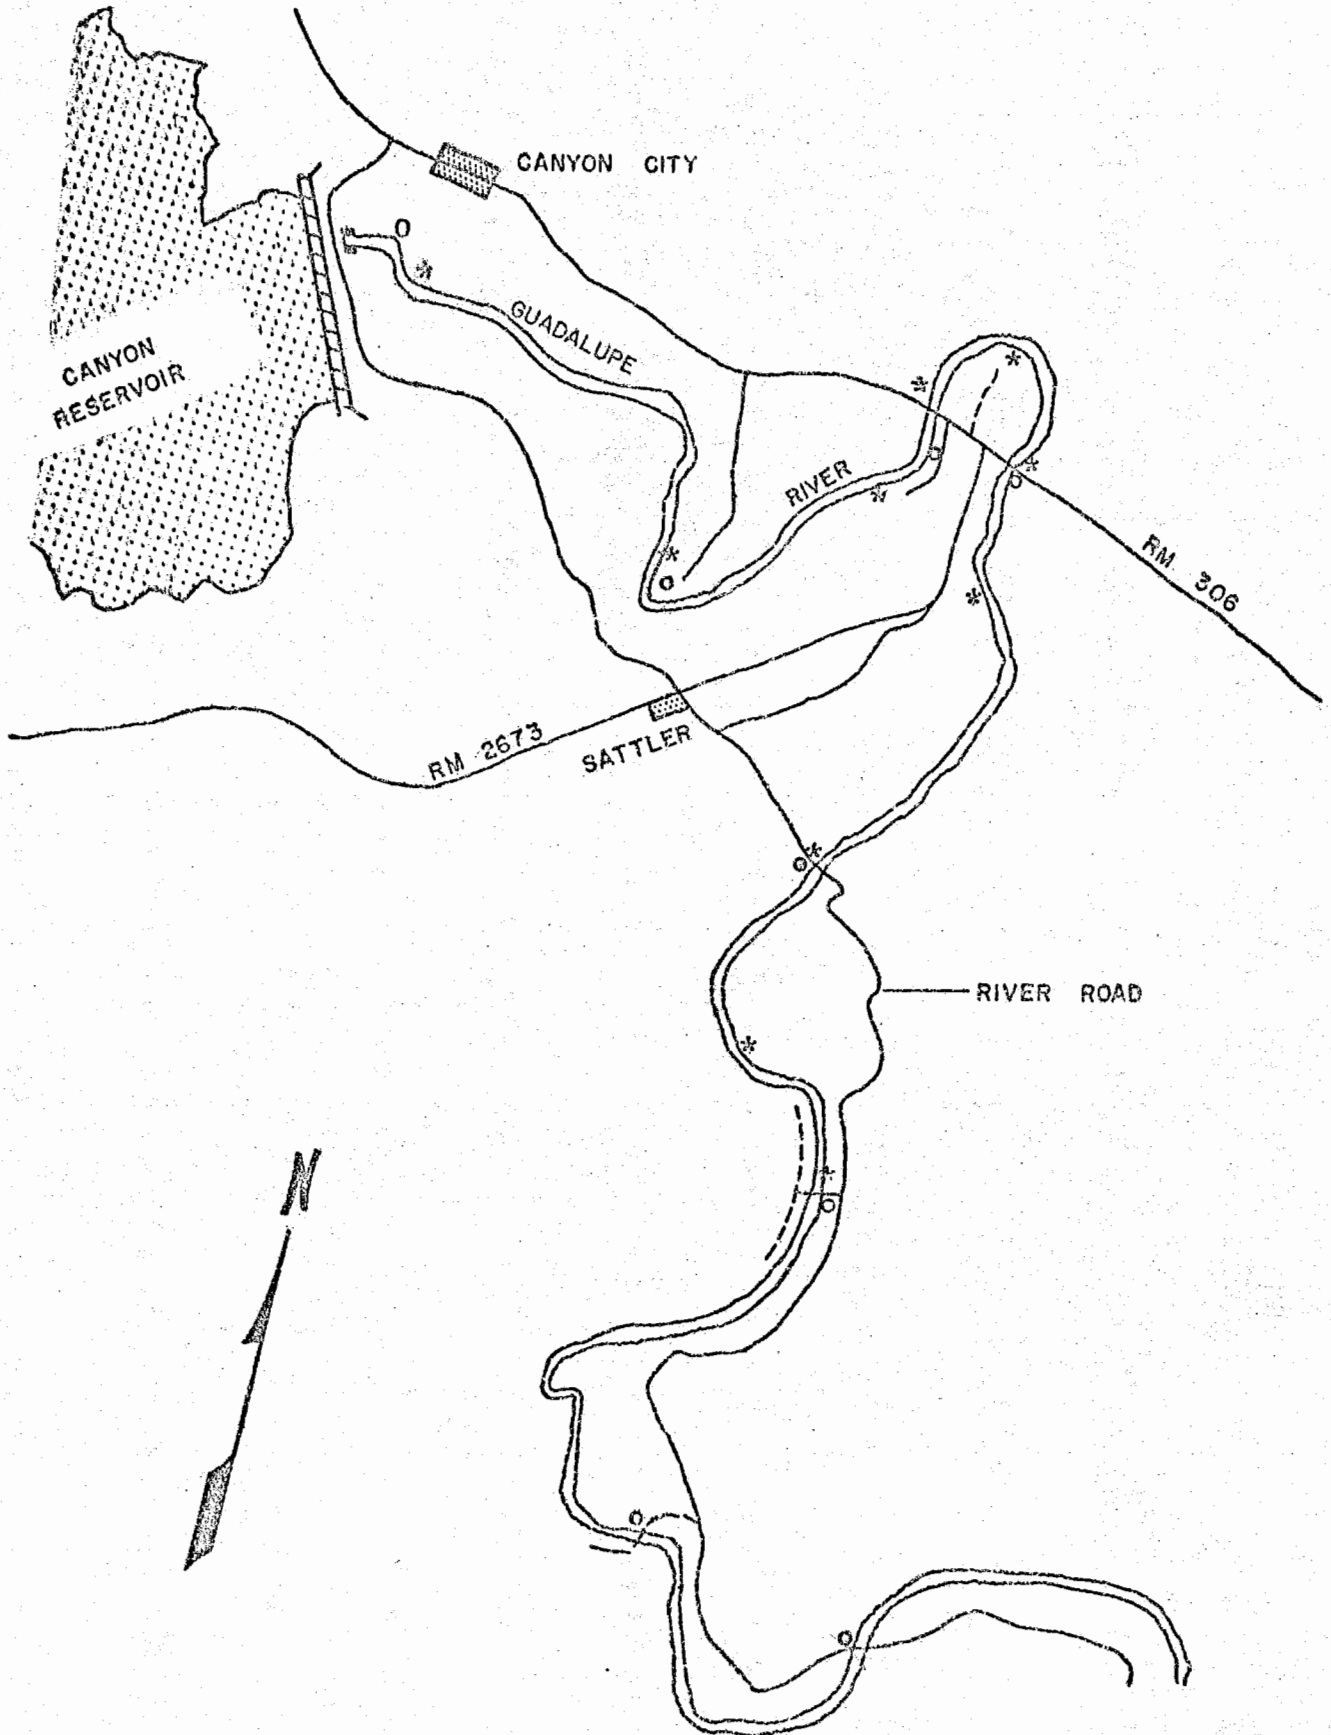 CANYON CITY
GUADALUPE
CANYON
RESERVOIR
RIVER
RM 306
RM 2673
SATTLER
RIVER ROAD
N